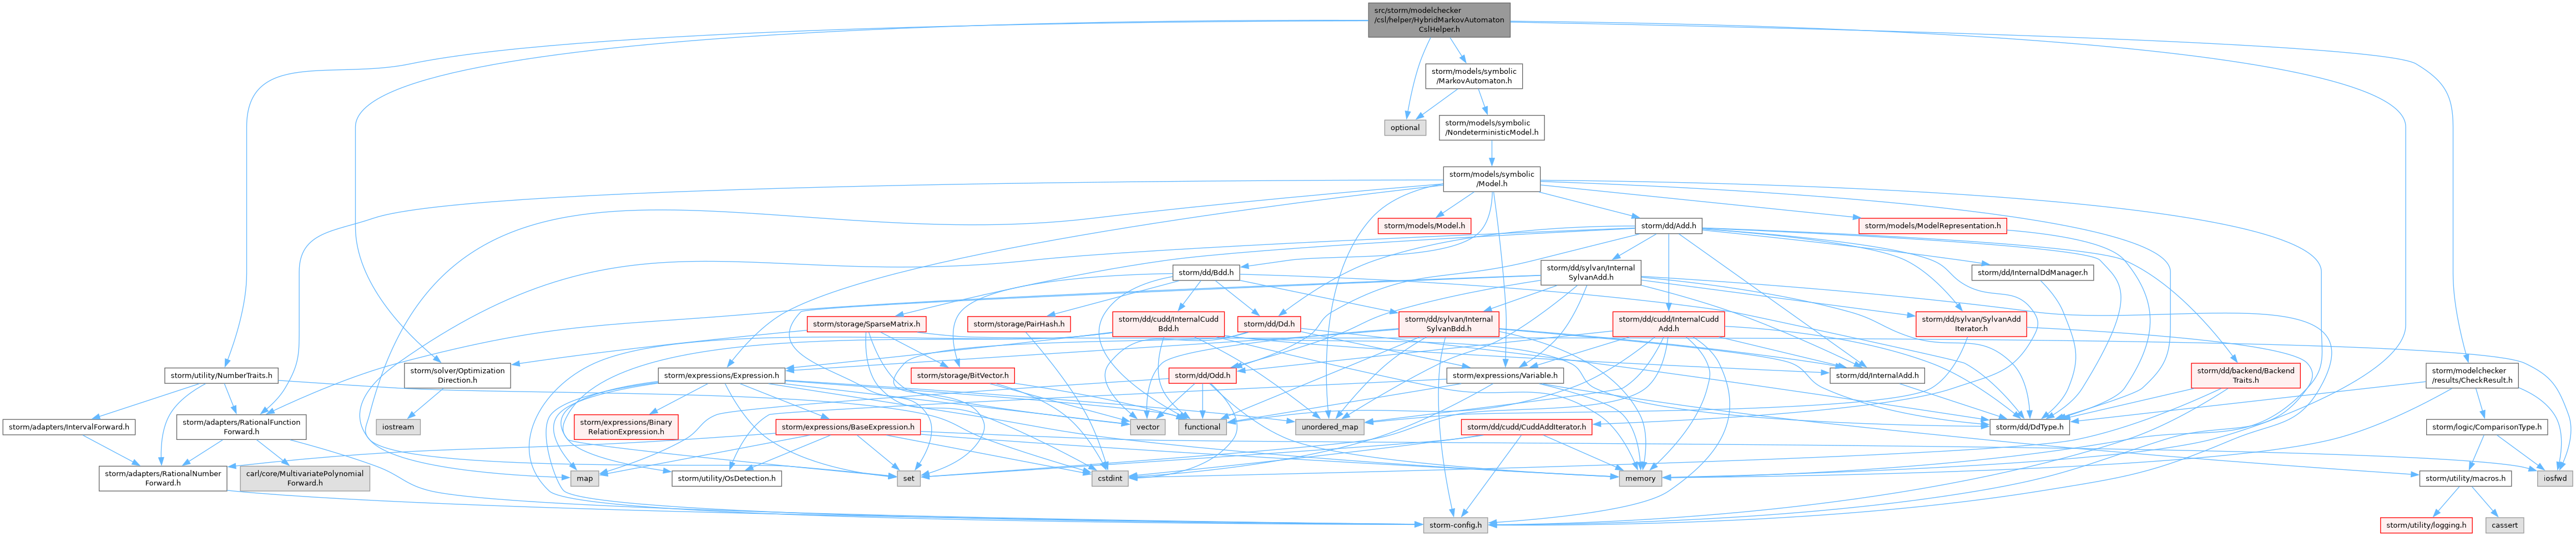 src/storm/modelchecker
/csl/helper/HybridMarkovAutomaton
CslHelper.h
storm/models/symbolic
/MarkovAutomaton.h
optional
storm/models/symbolic
/NondeterministicModel.h
storm/models/symbolic
/Model.h
storm/models/Model.h
storm/dd/Add.h
storm/models/ModelRepresentation.h
storm/dd/Bdd.h
storm/dd/sylvan/Internal
SylvanAdd.h
storm/dd/InternalDdManager.h
storm/storage/SparseMatrix.h
storm/storage/PairHash.h
storm/dd/cudd/InternalCudd
Bdd.h
storm/dd/Dd.h
storm/dd/sylvan/Internal
SylvanBdd.h
storm/dd/cudd/InternalCudd
Add.h
storm/dd/sylvan/SylvanAdd
Iterator.h
storm/utility/NumberTraits.h
storm/solver/Optimization
Direction.h
storm/expressions/Expression.h
storm/storage/BitVector.h
storm/dd/Odd.h
storm/expressions/Variable.h
storm/dd/InternalAdd.h
storm/dd/backend/Backend
Traits.h
storm/modelchecker
/results/CheckResult.h
storm/adapters/IntervalForward.h
storm/adapters/RationalFunction
Forward.h
iostream
storm/expressions/Binary
RelationExpression.h
storm/expressions/BaseExpression.h
vector
functional
unordered_map
storm/dd/cudd/CuddAddIterator.h
storm/dd/DdType.h
storm/logic/ComparisonType.h
storm/adapters/RationalNumber
Forward.h
carl/core/MultivariatePolynomial
Forward.h
map
storm/utility/OsDetection.h
set
cstdint
memory
storm/utility/macros.h
iosfwd
storm-config.h
storm/utility/logging.h
cassert